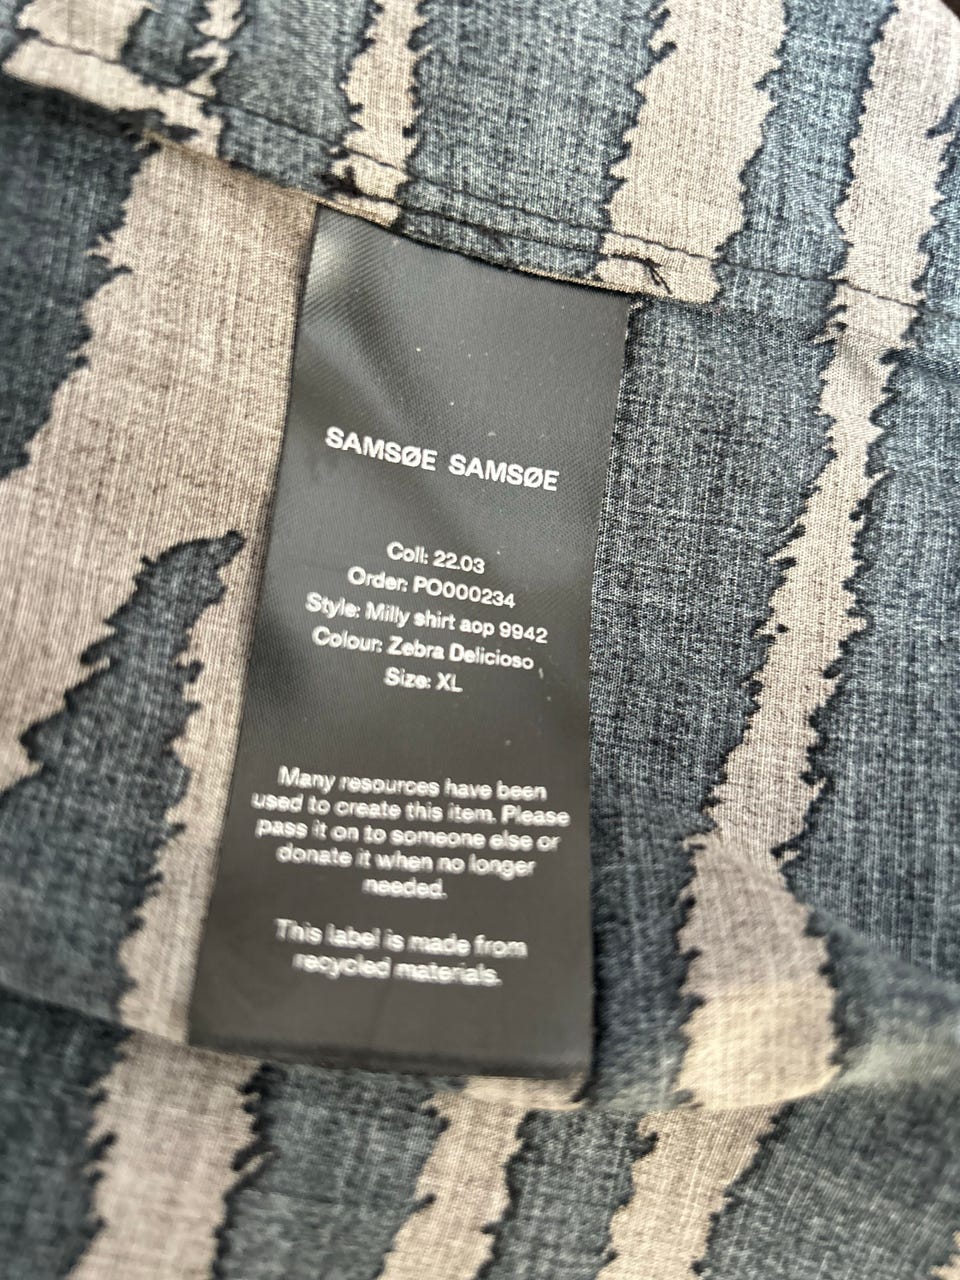 SAMSØE SAMSØE
Coll: 22.03
Order: PO000234
Style: Milly shirt aop 9942
Colour: Zebra Delicioso
Size: XL
Many resources have been
used to create this item. Please
pass it on to someone else or
donate it when no longer
needed.
This label is made from
recycled materials.